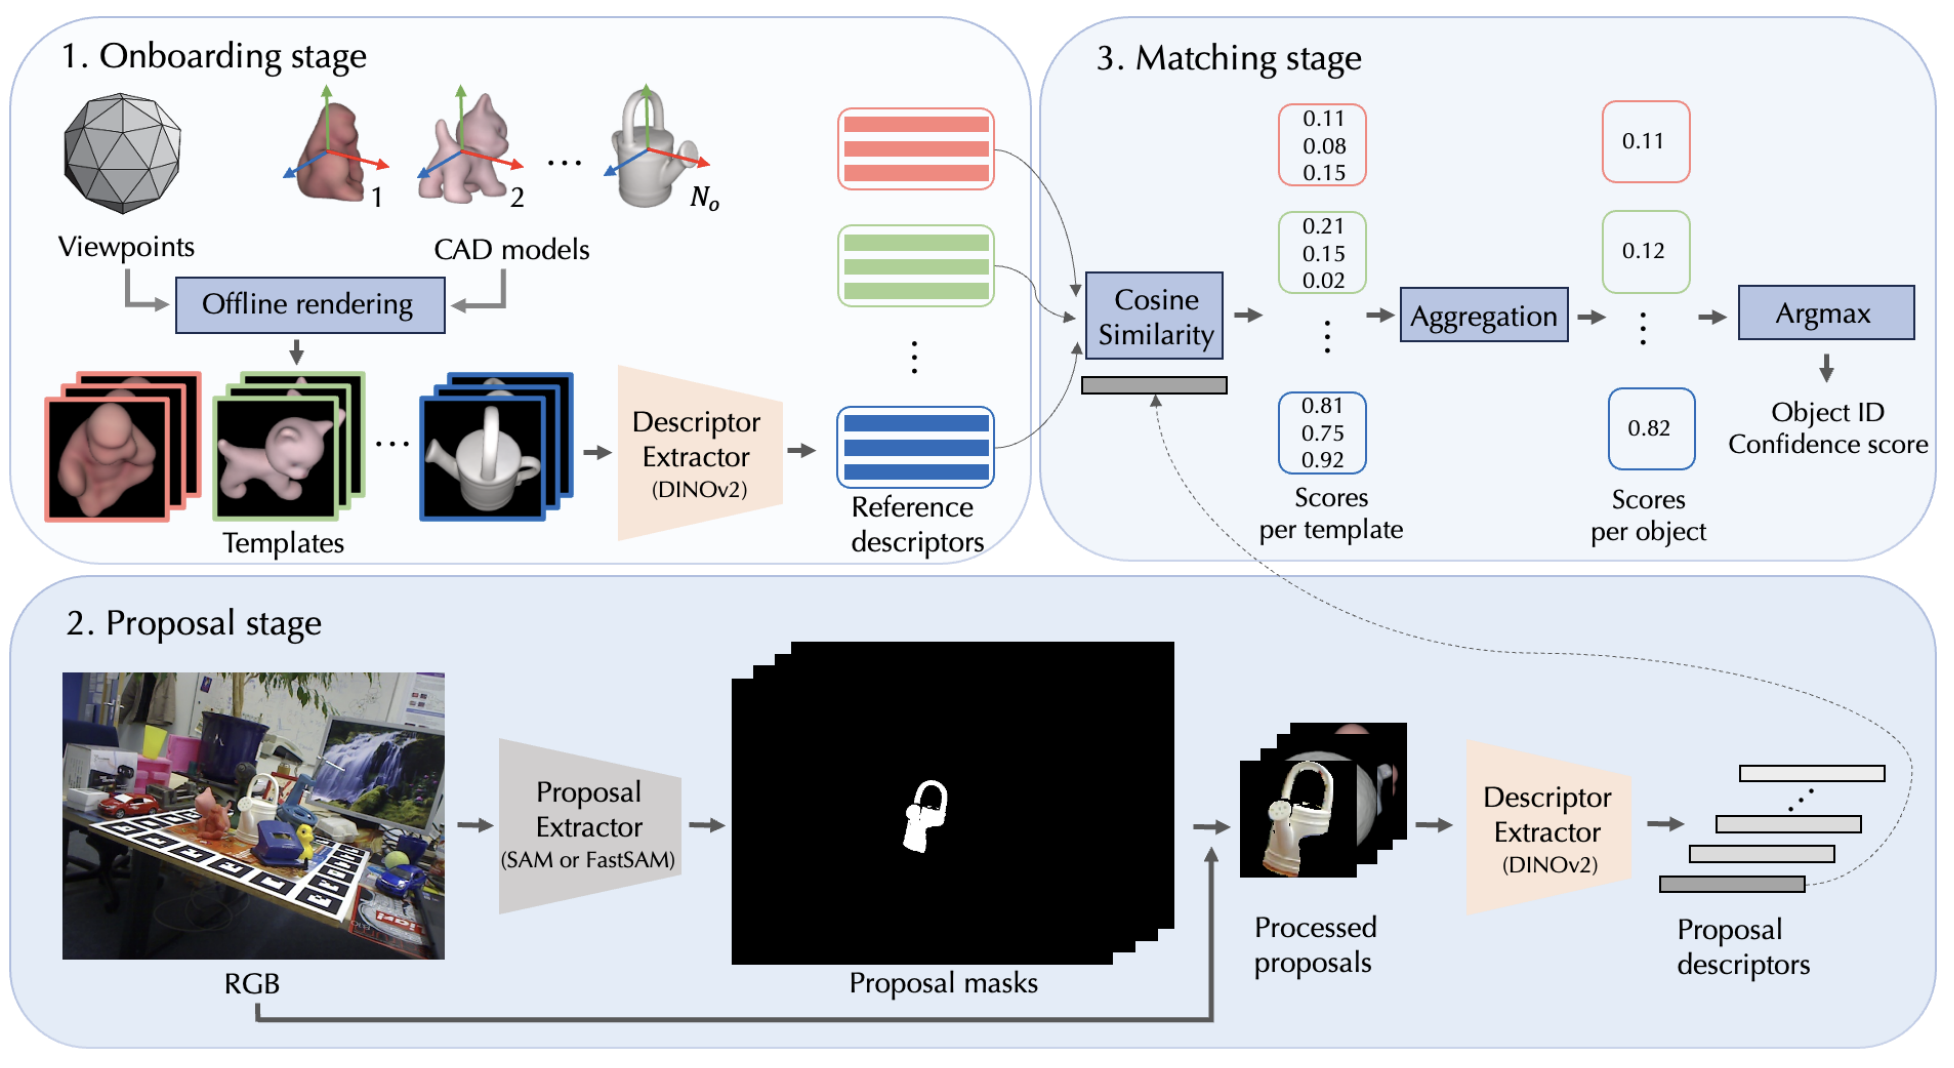 1. Onboarding stage
1
2
...
Nₒ
Viewpoints
CAD models
Offline rendering
...
Templates
Descriptor
Extractor
(DINOv2)
Reference
descriptors
3. Matching stage
Cosine
Similarity
0.11
0.08
0.15
0.21
0.15
0.02
0.81
0.75
0.92
Scores
per template
Aggregation
0.11
0.12
0.82
Scores
per object
Argmax
Object ID
Confidence score
2. Proposal stage
RGB
Proposal
Extractor
(SAM or FastSAM)
Proposal masks
Processed
proposals
Descriptor
Extractor
(DINOv2)
Proposal
descriptors